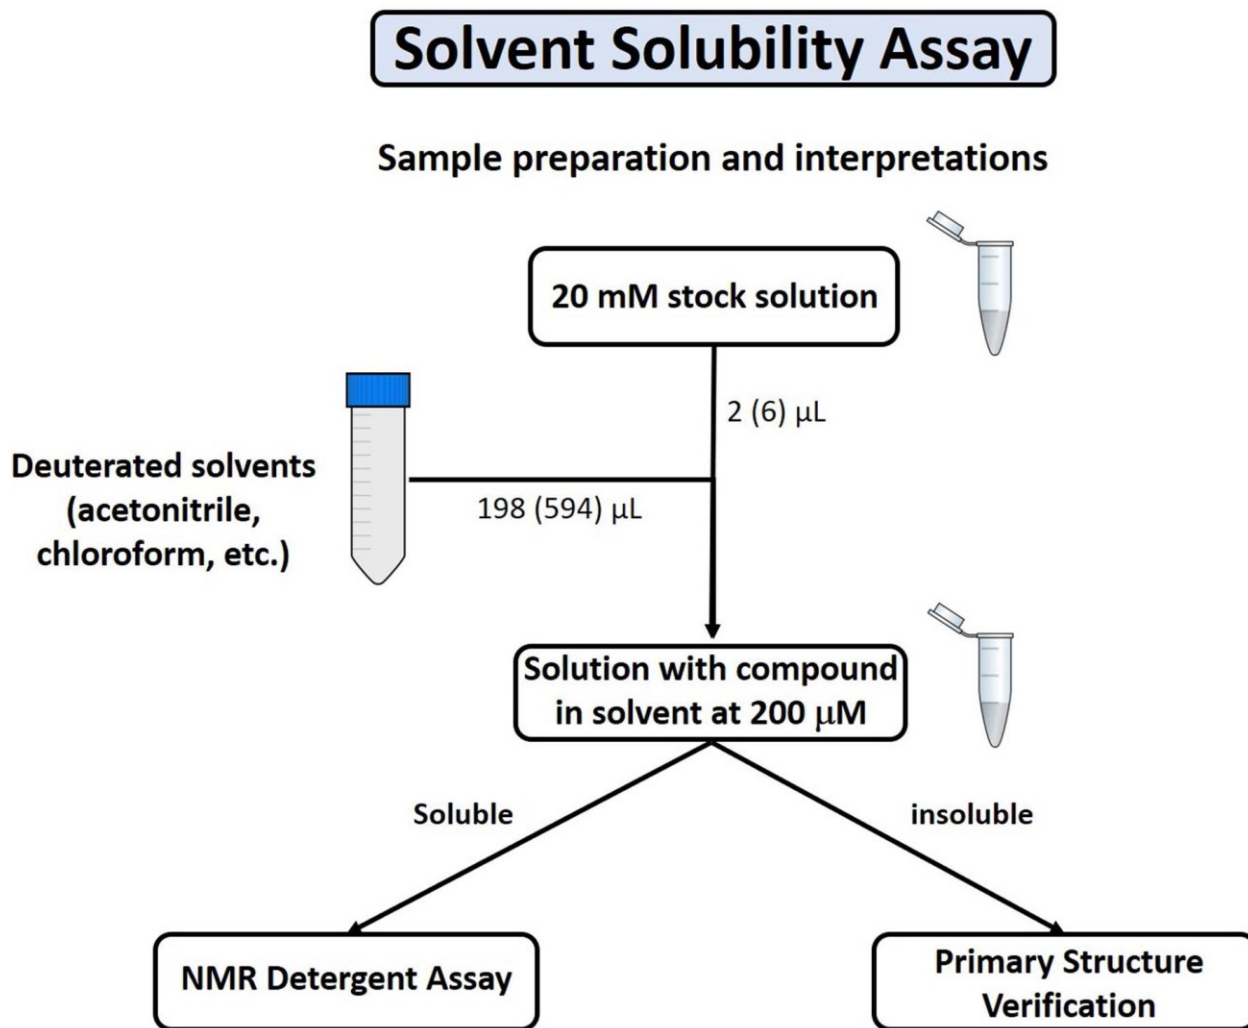 Solvent Solubility Assay
Sample preparation and interpretations
20 mM stock solution
2 (6) μL
Deuterated solvents
(acetonitrile,
chloroform, etc.)
198 (594) μL
Solution with compound
in solvent at 200 μM
Soluble
insoluble
NMR Detergent Assay
Primary Structure
Verification